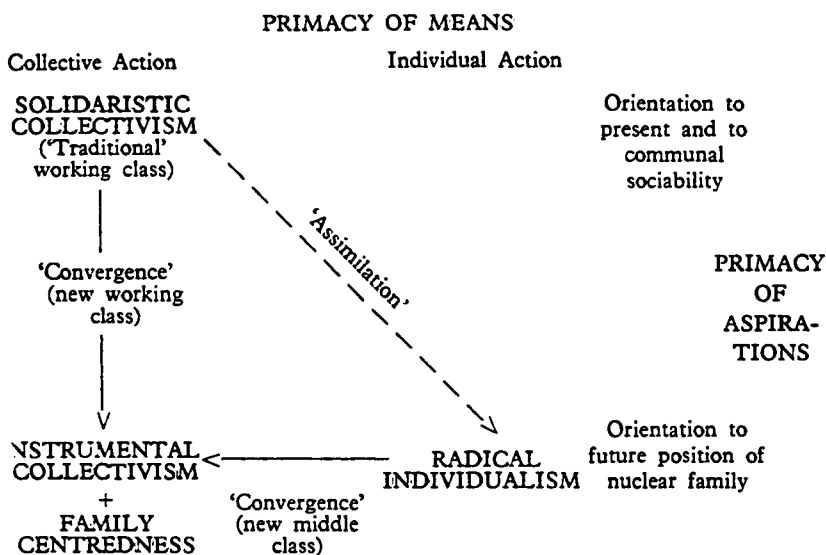 PRIMACY OF MEANS
Collective Action
Individual Action
SOLIDARISTIC
COLLECTIVISM
('Traditional'
working class)
Orientation to
present and to
communal
sociability
'Assimilation'
'Convergence'
(new working
class)
PRIMACY
OF
ASPIRA-
TIONS
NSTRUMENTAL
COLLECTIVISM
+
FAMILY
CENTREDNESS
'Convergence'
(new middle
class)
RADICAL
INDIVIDUALISM
Orientation to
future position of
nuclear family